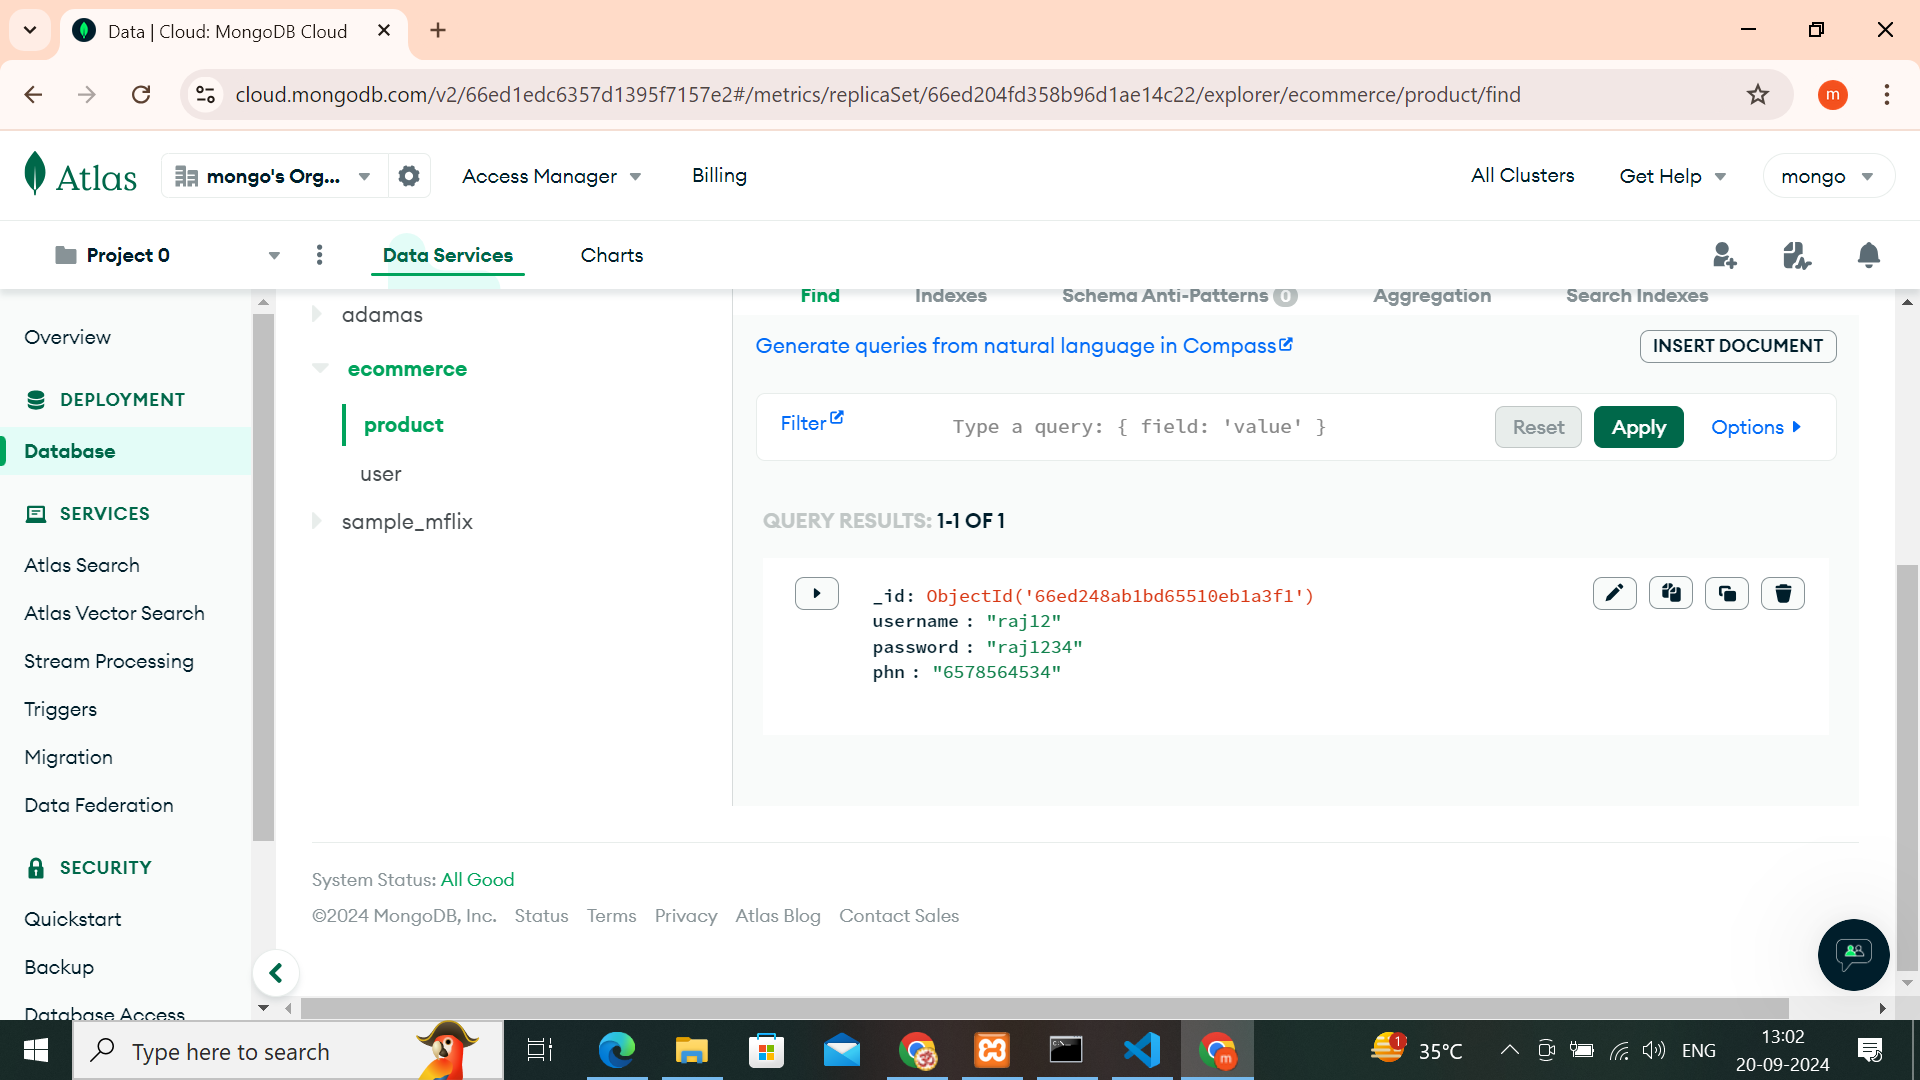 Data | Cloud: MongoDB Cloud
cloud.mongodb.com/v2/66ed1edc6357d1395f7157e2#/metrics/replicaSet/66ed204fd358b96d1ae14c22/explorer/ecommerce/product/find
m
Atlas
mongo's Org...
Access Manager
Billing
All Clusters
Get Help
mongo
Project 0
Data Services
Charts
Overview
DEPLOYMENT
Database
SERVICES
Atlas Search
Atlas Vector Search
Stream Processing
Triggers
Migration
Data Federation
SECURITY
Quickstart
Backup
Database Access
adamas
ecommerce
product
user
sample_mflix
Find
Indexes
Schema Anti-Patterns 0
Aggregation
Search Indexes
Generate queries from natural language in Compass
INSERT DOCUMENT
Filter
Type a query: { field: 'value' }
Reset
Apply
Options
QUERY RESULTS: 1-1 OF 1
_id: ObjectId('66ed248ab1bd65510eb1a3f1')
username : "raj12"
password : "raj1234"
phn : "6578564534"
System Status: All Good
©2024 MongoDB, Inc. Status Terms Privacy Atlas Blog Contact Sales
Type here to search
m
1
35°C
ENG
13:02
20-09-2024